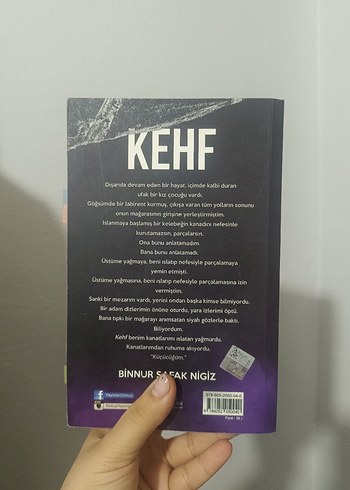 KEHF
Dışarıda devam eden bir hayat, içimde kalbi duran
ufak bir kız çocuğu vardı.
Göğsümde bir labirent kurmuş, çıkışa varan tüm yolların sonunu
onun mağarasının girişine yerleştirmiştim.
Islanmaya başlamış bir kelebeğin kanadını nefesinle
kurutamazsın, parçalarsın.
Ona bunu anlatamadım.
Bana bunu anlatamadı.
Üstüme yağmaya, beni ıslatıp nefesiyle parçalamaya
yemin etmişti.
Üstüme yağmasına, beni ıslatıp nefesiyle parçalamasına izin
vermiştim.
Sanki bir mezarım vardı, yerini ondan başka kimse bilmiyordu.
Bir adam dizlerimin önüne oturdu, yara izlerimi öptü.
Bana tıpkı bir mağarayı anımsatan siyah gözlerle baktı.
Biliyordum.
Kehf benim kanatlarımı ıslatan yağmurdu.
Kanatlarımdan ruhuma akıyordu.
"Küçüğüm."
BİNNUR ŞAFAK NİGİZ